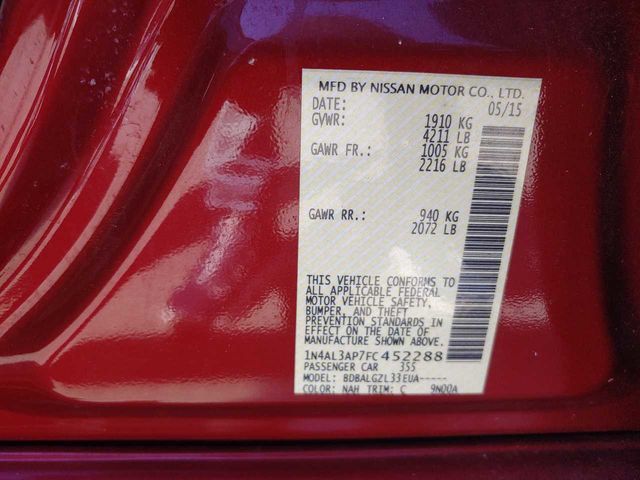 MFD BY NISSAN MOTOR CO., LTD.
DATE: 05/15
GVWR: 1910 KG
4211 LB
GAWR FR.: 1005 KG
2216 LB
GAWR RR.: 940 KG
2072 LB
THIS VEHICLE CONFORMS TO
ALL APPLICABLE FEDERAL
MOTOR VEHICLE SAFETY,
BUMPER, AND THEFT
PREVENTION STANDARDS IN
EFFECT ON THE DATE OF
MANUFACTURE SHOWN ABOVE.
1N4AL3AP7FC452288
PASSENGER CAR 355
MODEL: BDBALGZL33EUA-----
COLOR: NAH TRIM: C 9N00A